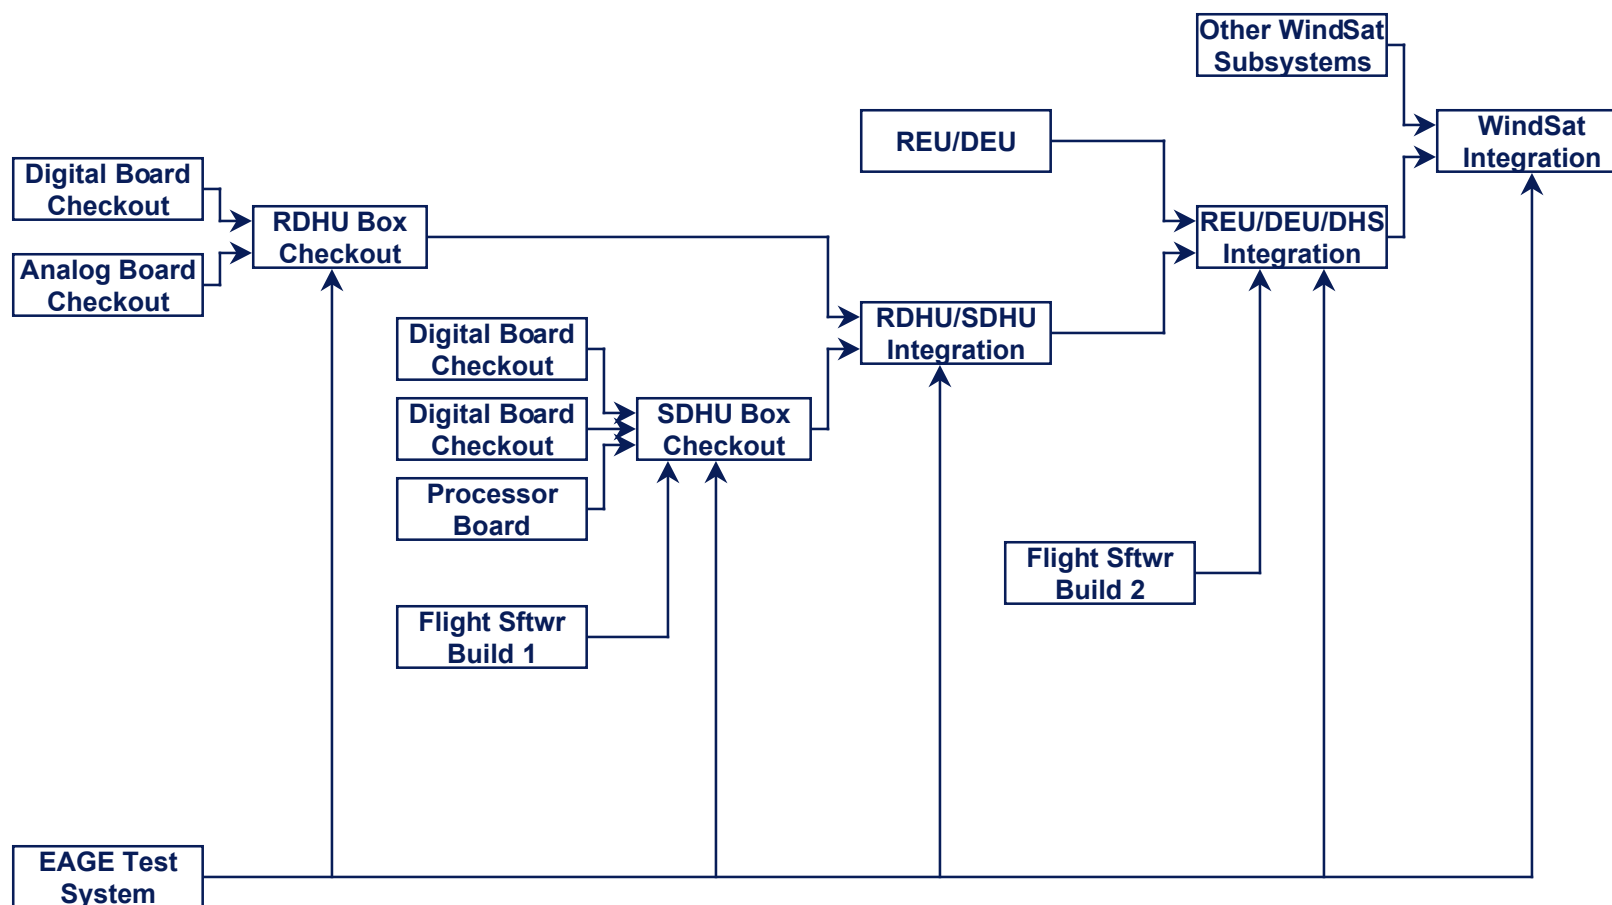 Other WindSat
Subsystems
WindSat
Integration
REU/DEU
Digital Board
Checkout
RDHU Box
Checkout
REU/DEU/DHS
Integration
Analog Board
Checkout
RDHU/SDHU
Integration
Digital Board
Checkout
Digital Board
Checkout
SDHU Box
Checkout
Processor
Board
Flight Sftwr
Build 2
Flight Sftwr
Build 1
EAGE Test
System